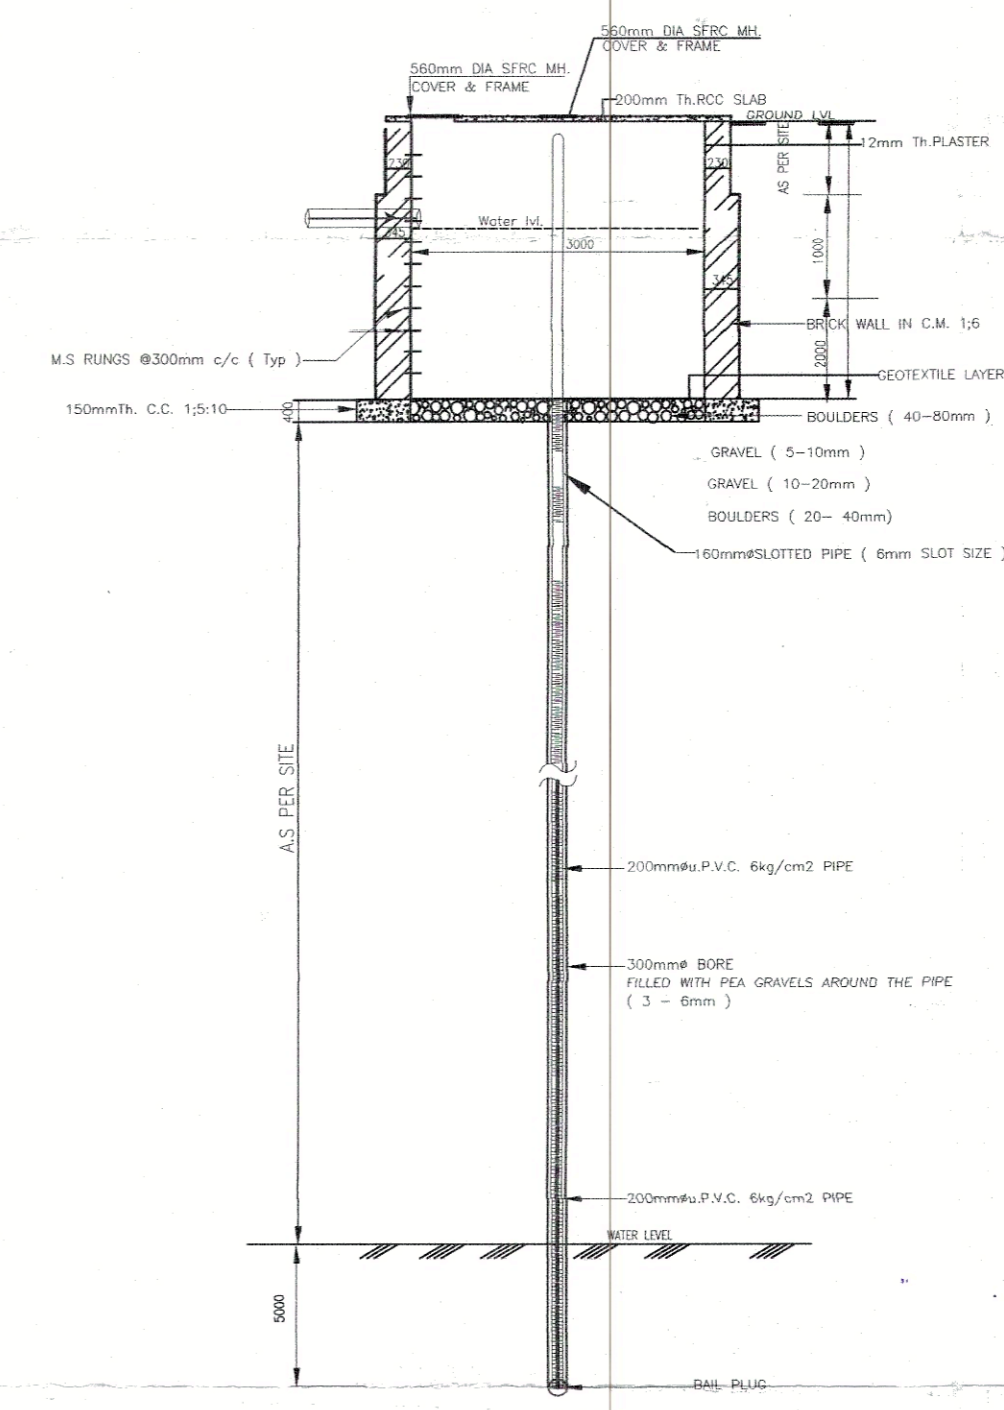 560mm DIA SFRC MH.
COVER & FRAME
560mm DIA SFRC MH.
COVER & FRAME
200mm Th.RCC SLAB
GROUND LVL
12mm Th.PLASTER
AS PER SITE
230
230
Water lvl.
345
3000
1000
345
BRICK WALL IN C.M. 1;6
2000
M.S RUNGS @300mm c/c ( Typ )
GEOTEXTILE LAYER
150mmTh. C.C. 1;5:10
400
BOULDERS ( 40-80mm )
GRAVEL ( 5-10mm )
GRAVEL ( 10-20mm )
BOULDERS ( 20- 40mm)
160mmøSLOTTED PIPE ( 6mm SLOT SIZE )
A.S PER SITE
200mmøu.P.V.C. 6kg/cm2 PIPE
300mmø BORE
FILLED WITH PEA GRAVELS AROUND THE PIPE
( 3 - 6mm )
200mmøu.P.V.C. 6kg/cm2 PIPE
WATER LEVEL
5000
BAIL PLUG